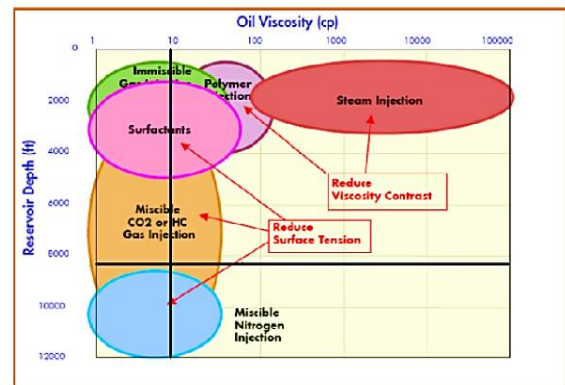 Oil Viscosity (cp)
1 10 100 1000 10000 100000
0
2000
4000
6000
8000
10000
12000
Reservoir Depth (ft)
Immiscible
Polymer
Steam Injection
Surfactants
Reduce
Viscosity Contrast
Miscible
CO2 or HC
Gas Injection
Reduce
Surface Tension
Miscible
Nitrogen
Injection